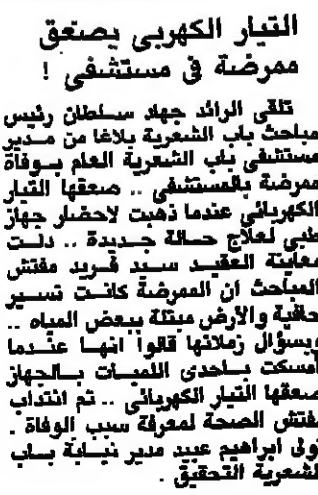 التيار الكهربى يصعق
ممرضة فى مستشفى !
تلقى الرائد جهاد سلطان رئيس
مباحث باب الشعرية بلاغا من مدير
مستشفى باب الشعرية العام بوفاة
ممرضة بالمستشفى .. صعقها التيار
الكهربائى عندما ذهبت لاحضار جهاز
طبى لعلاج حالة جديدة .. دلت
معاينة العقيد سيد فريد مفتش
المباحث ان الممرضة كانت تسير
حافية والأرض مبتلة ببعض المياه ..
وبسؤال زملائها قالوا انها عندما
أمسكت باحدى اللمبات بالجهاز
صعقها التيار الكهربائى .. تم انتداب
مفتش الصحة لمعرفة سبب الوفاة .
تولى ابراهيم عبيد مدير نيابة باب
الشعرية التحقيق .